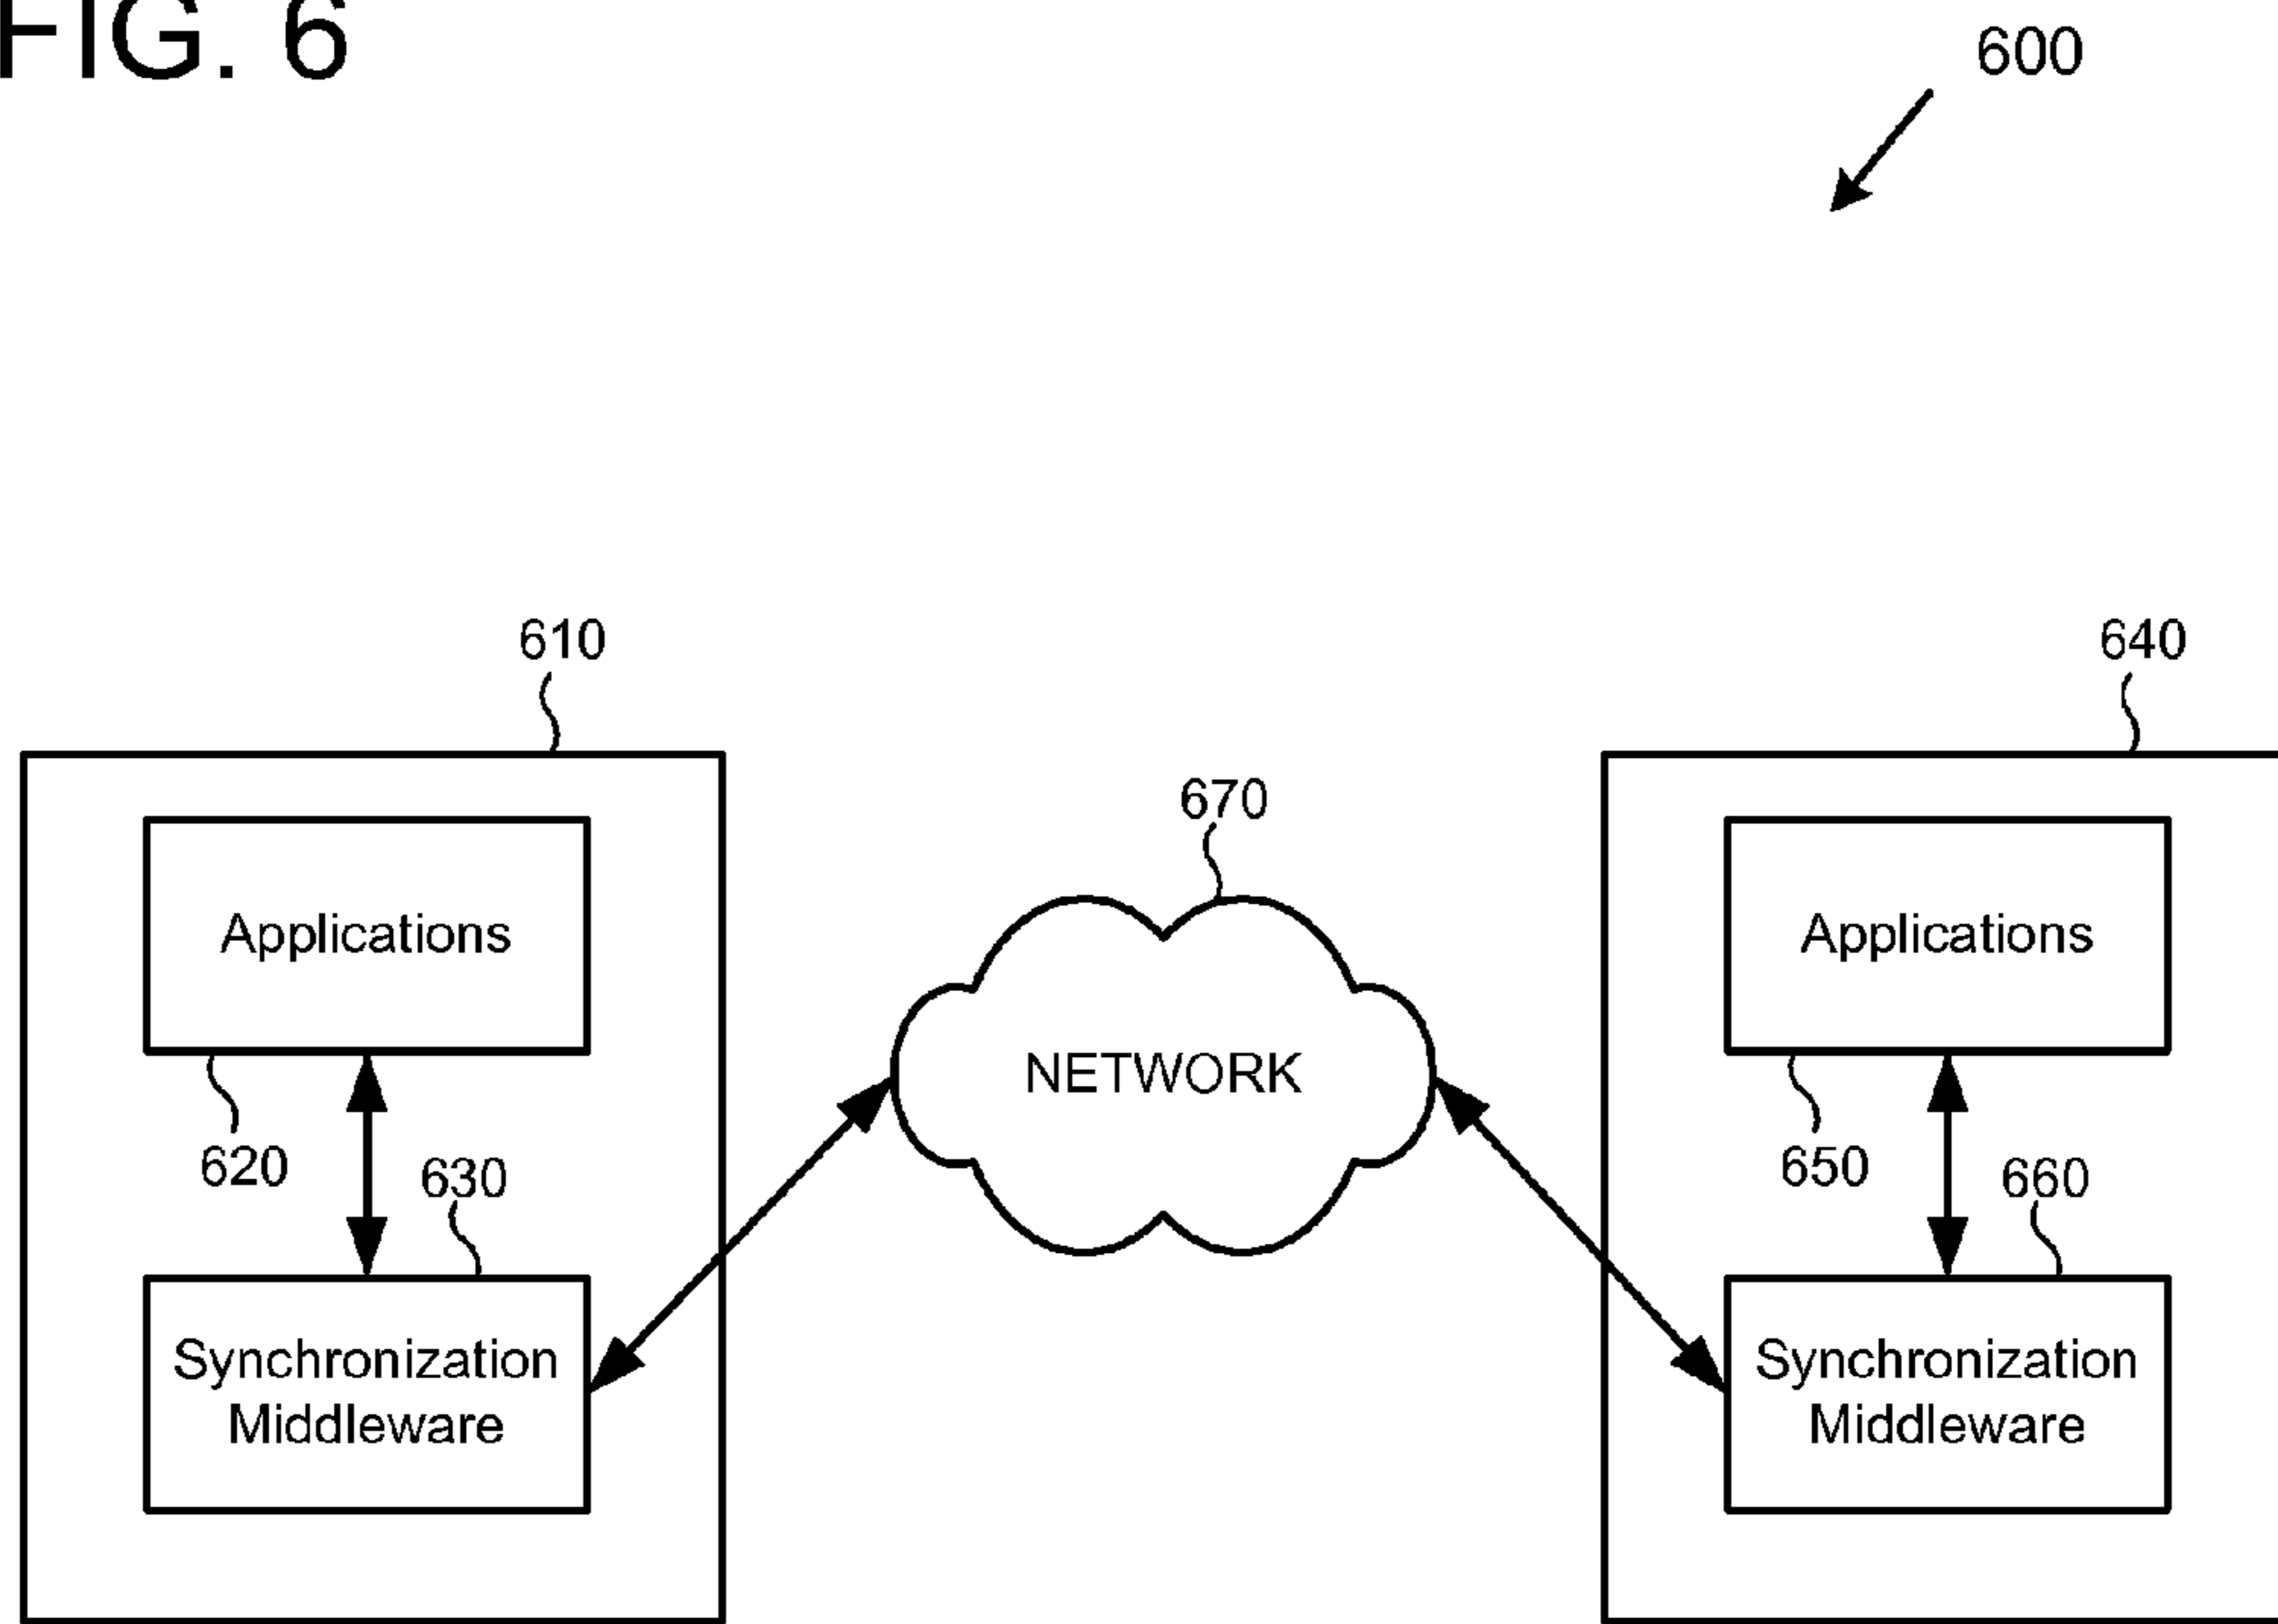 FIG. 6
600
610
640
670
Applications
Applications
NETWORK
620
630
650
660
Synchronization
Middleware
Synchronization
Middleware